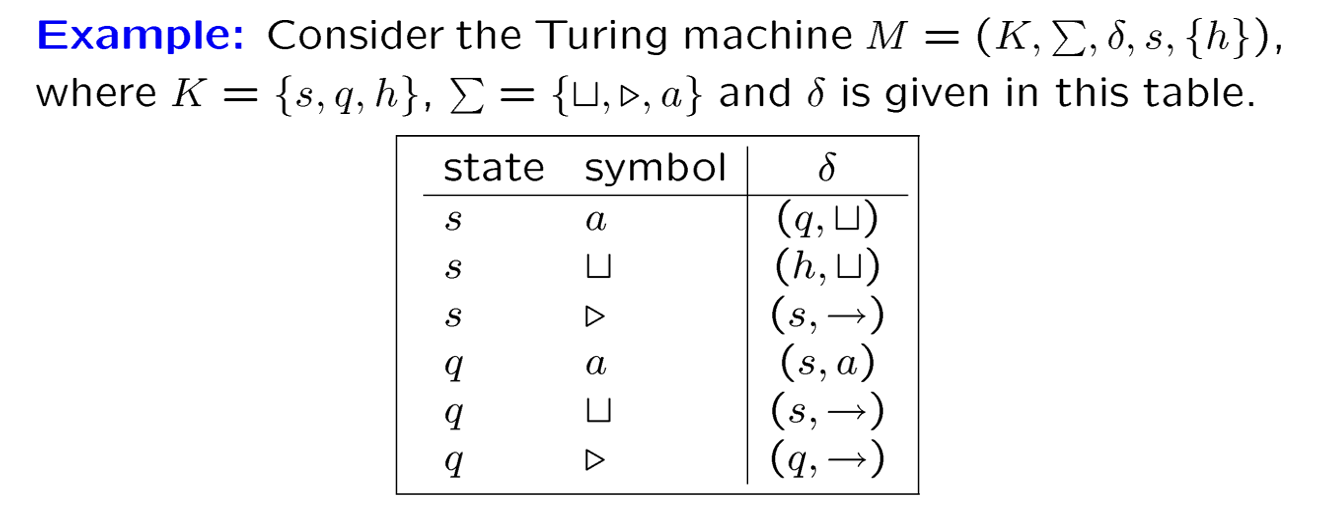 Example: Consider the Turing machine M = (K, ∑, δ, s, {h}),
where K = {s, q, h}, ∑ = {⊔, ▷, a} and δ is given in this table.
state symbol δ
s a (q, ⊔)
s ⊔ (h, ⊔)
s ▷ (s, →)
q a (s, a)
q ⊔ (s, →)
q ▷ (q, →)